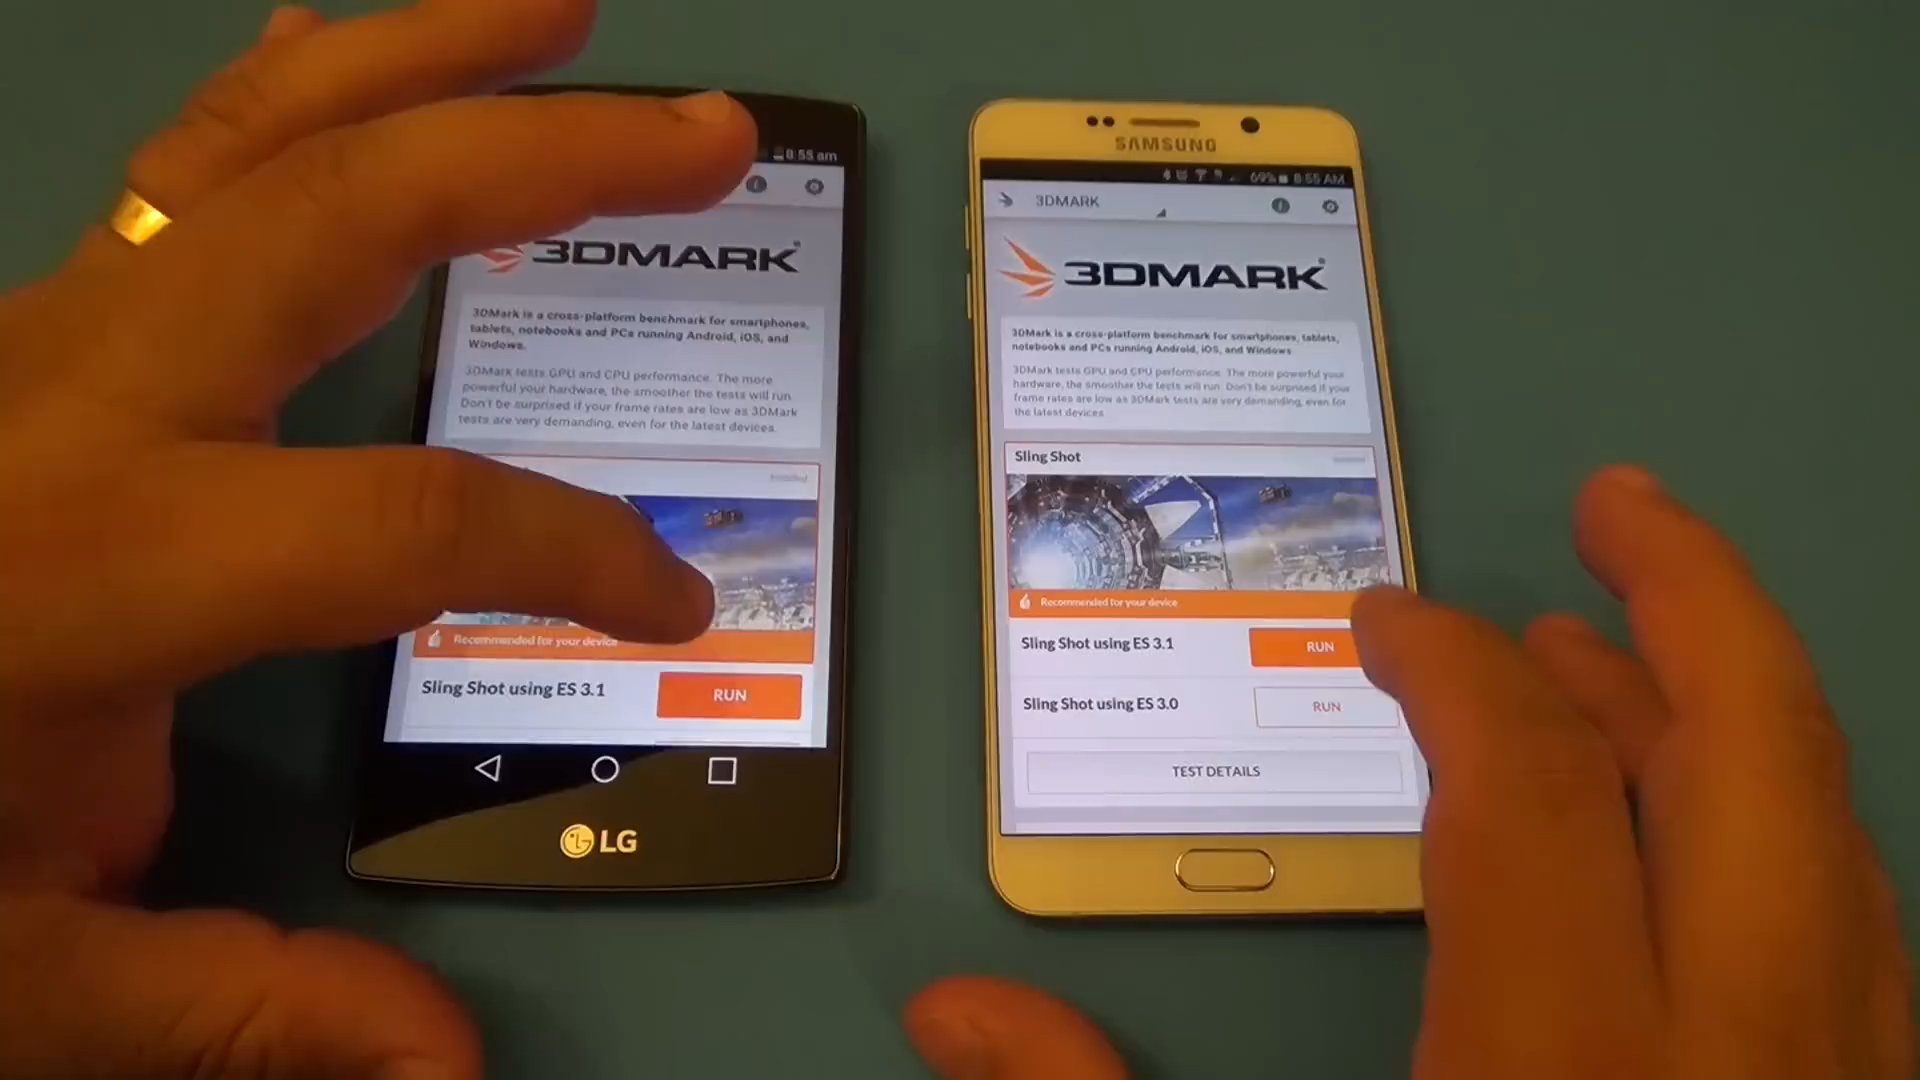 8:55 am
3DMARK
3DMark is a cross-platform benchmark for smartphones,
tablets, notebooks and PCs running Android, iOS, and
Windows.
3DMark tests GPU and CPU performance. The more
powerful your hardware, the smoother the tests will run.
Don't be surprised if your frame rates are low as 3DMark
tests are very demanding, even for the latest devices.
Installed
Recommended for your device
Sling Shot using ES 3.1
RUN
LG
SAMSUNG
69% 8:55 AM
3DMARK
3DMARK
3DMark is a cross-platform benchmark for smartphones, tablets,
notebooks and PCs running Android, iOS, and Windows
3DMark tests GPU and CPU performance. The more powerful your
hardware, the smoother the tests will run. Don't be surprised if your
frame rates are low as 3DMark tests are very demanding, even for
the latest devices
Sling Shot
Recommended for your device
Sling Shot using ES 3.1
RUN
Sling Shot using ES 3.0
RUN
TEST DETAILS